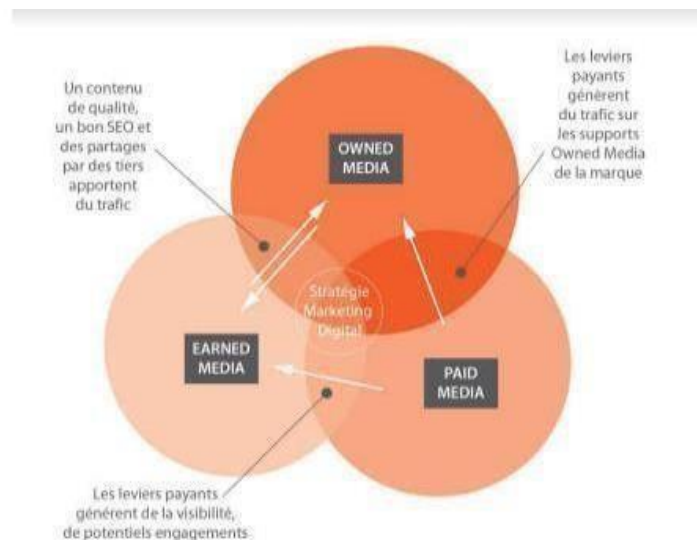 Un contenu
de qualité,
un bon SEO et
des partages
par des tiers
apportent
du trafic
OWNED
MEDIA
Les leviers
payants
génèrent
du trafic sur
les supports
Owned Media
de la marque
Stratégie
Marketing
Digital
EARNED
MEDIA
PAID
MEDIA
Les leviers payants
générent de la visibilité,
de potentiels engagements